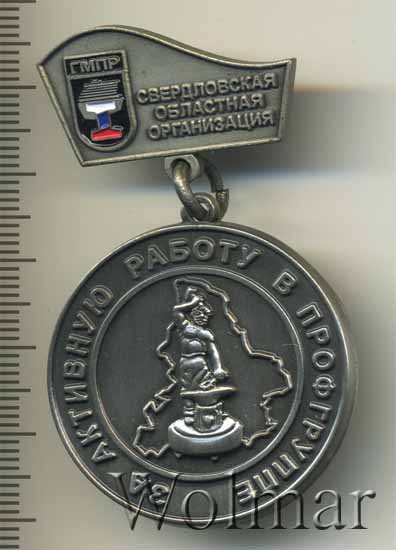 ГМПР
СВЕРДЛОВСКАЯ
ОБЛАСТНАЯ
ОРГАНИЗАЦИЯ
ЗА АКТИВНУЮ РАБОТУ В ПРОФГРУППЕ
Wolmar